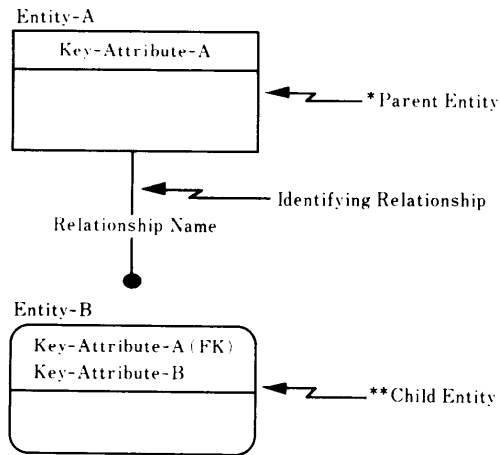 Entity-A
Key-Attribute-A
*Parent Entity
Identifying Relationship
Relationship Name
Entity-B
Key-Attribute-A (FK)
Key-Attribute-B
**Child Entity